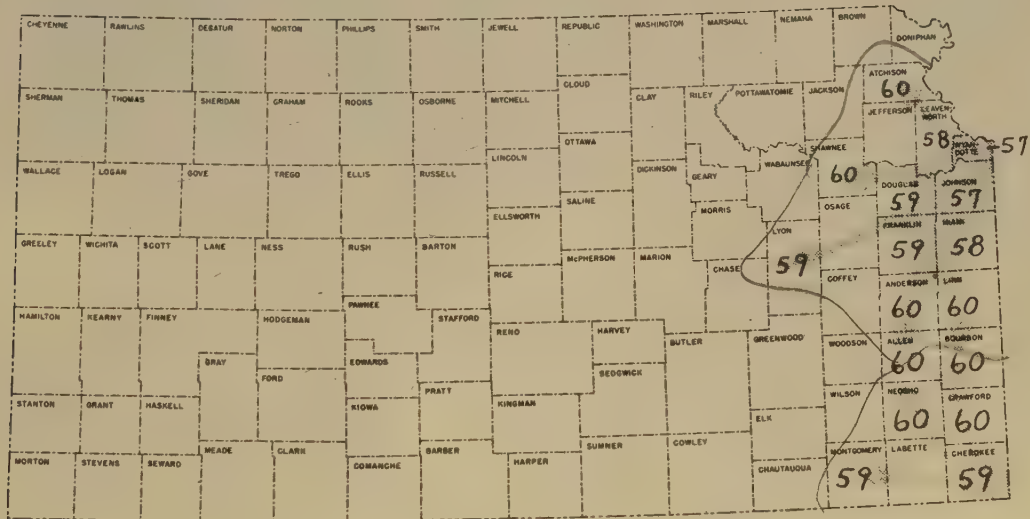 CHEYENNE RAWLINS DECATUR NORTON PHILLIPS SMITH JEWELL REPUBLIC WASHINGTON MARSHALL NEMAHA BROWN DONIPHAN
ATCHISON
60
SHERMAN THOMAS SHERIDAN GRAHAM ROOKS OSBORNE MITCHELL CLOUD CLAY RILEY POTTAWATOMIE JACKSON JEFFERSON LEAVEN WORTH
58 WYAN DOTTE 57
LINCOLN OTTAWA DICKINSON GEARY WABAUNSEE SHAWNEE
60
WALLACE LOGAN GOVE TREGO ELLIS RUSSELL ELLSWORTH SALINE MORRIS LYON OSAGE DOUGLAS JOHNSON
59 57
FRANKLIN MIAMI
59 59 58
GREELEY WICHITA SCOTT LANE NESS RUSH BARTON RICE McPHERSON MARION CHASE COFFEY ANDERSON LINN
60 60
HAMILTON KEARNY FINNEY HODGEMAN PAWNEE STAFFORD RENO HARVEY BUTLER GREENWOOD WOODSON ALLEN BOURBON
60 60
GRAY EDWARDS SEDGWICK
FORD PRATT
STANTON GRANT HASKELL KIOWA KINGMAN ELK WILSON NEOSHO CRAWFORD
60 60
MORTON STEVENS SEWARD MEADE CLARK COMANCHE BARBER HARPER SUMNER COWLEY CHAUTAUQUA MONTGOMERY LABETTE CHEROKEE
59 59